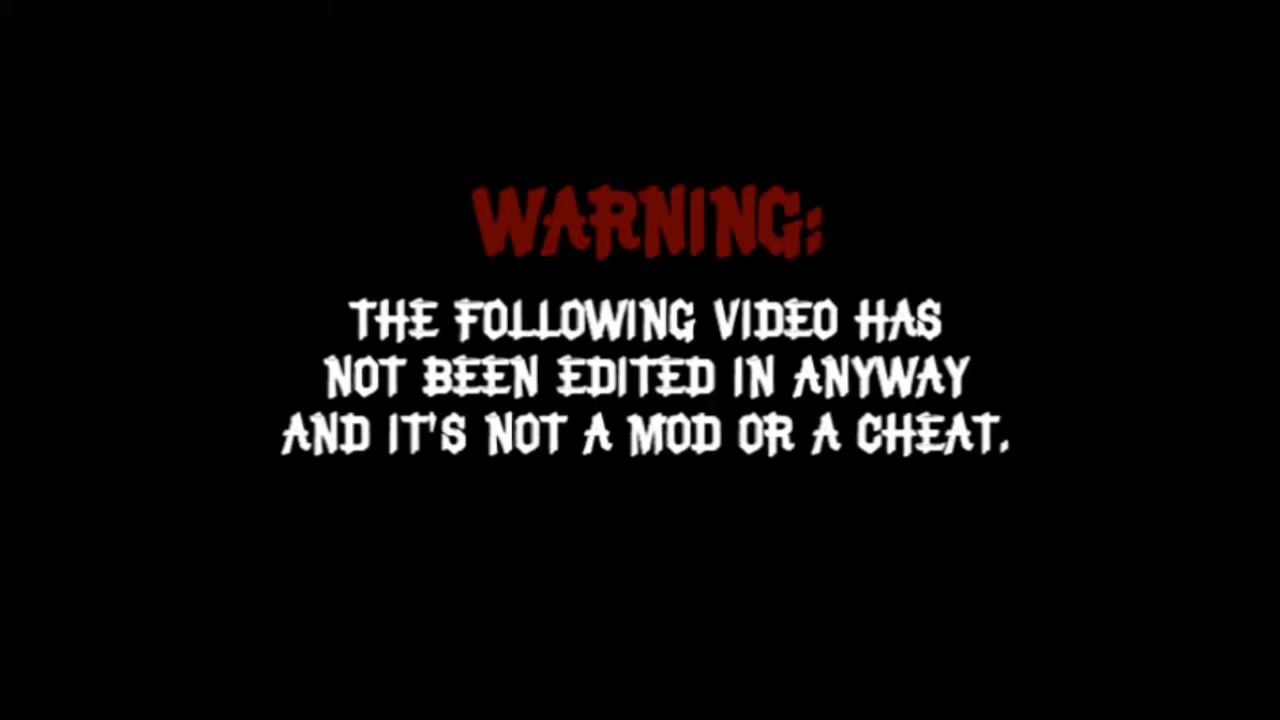 WARNING:
THE FOLLOWING VIDEO HAS
NOT BEEN EDITED IN ANYWAY
AND IT'S NOT A MOD OR A CHEAT.